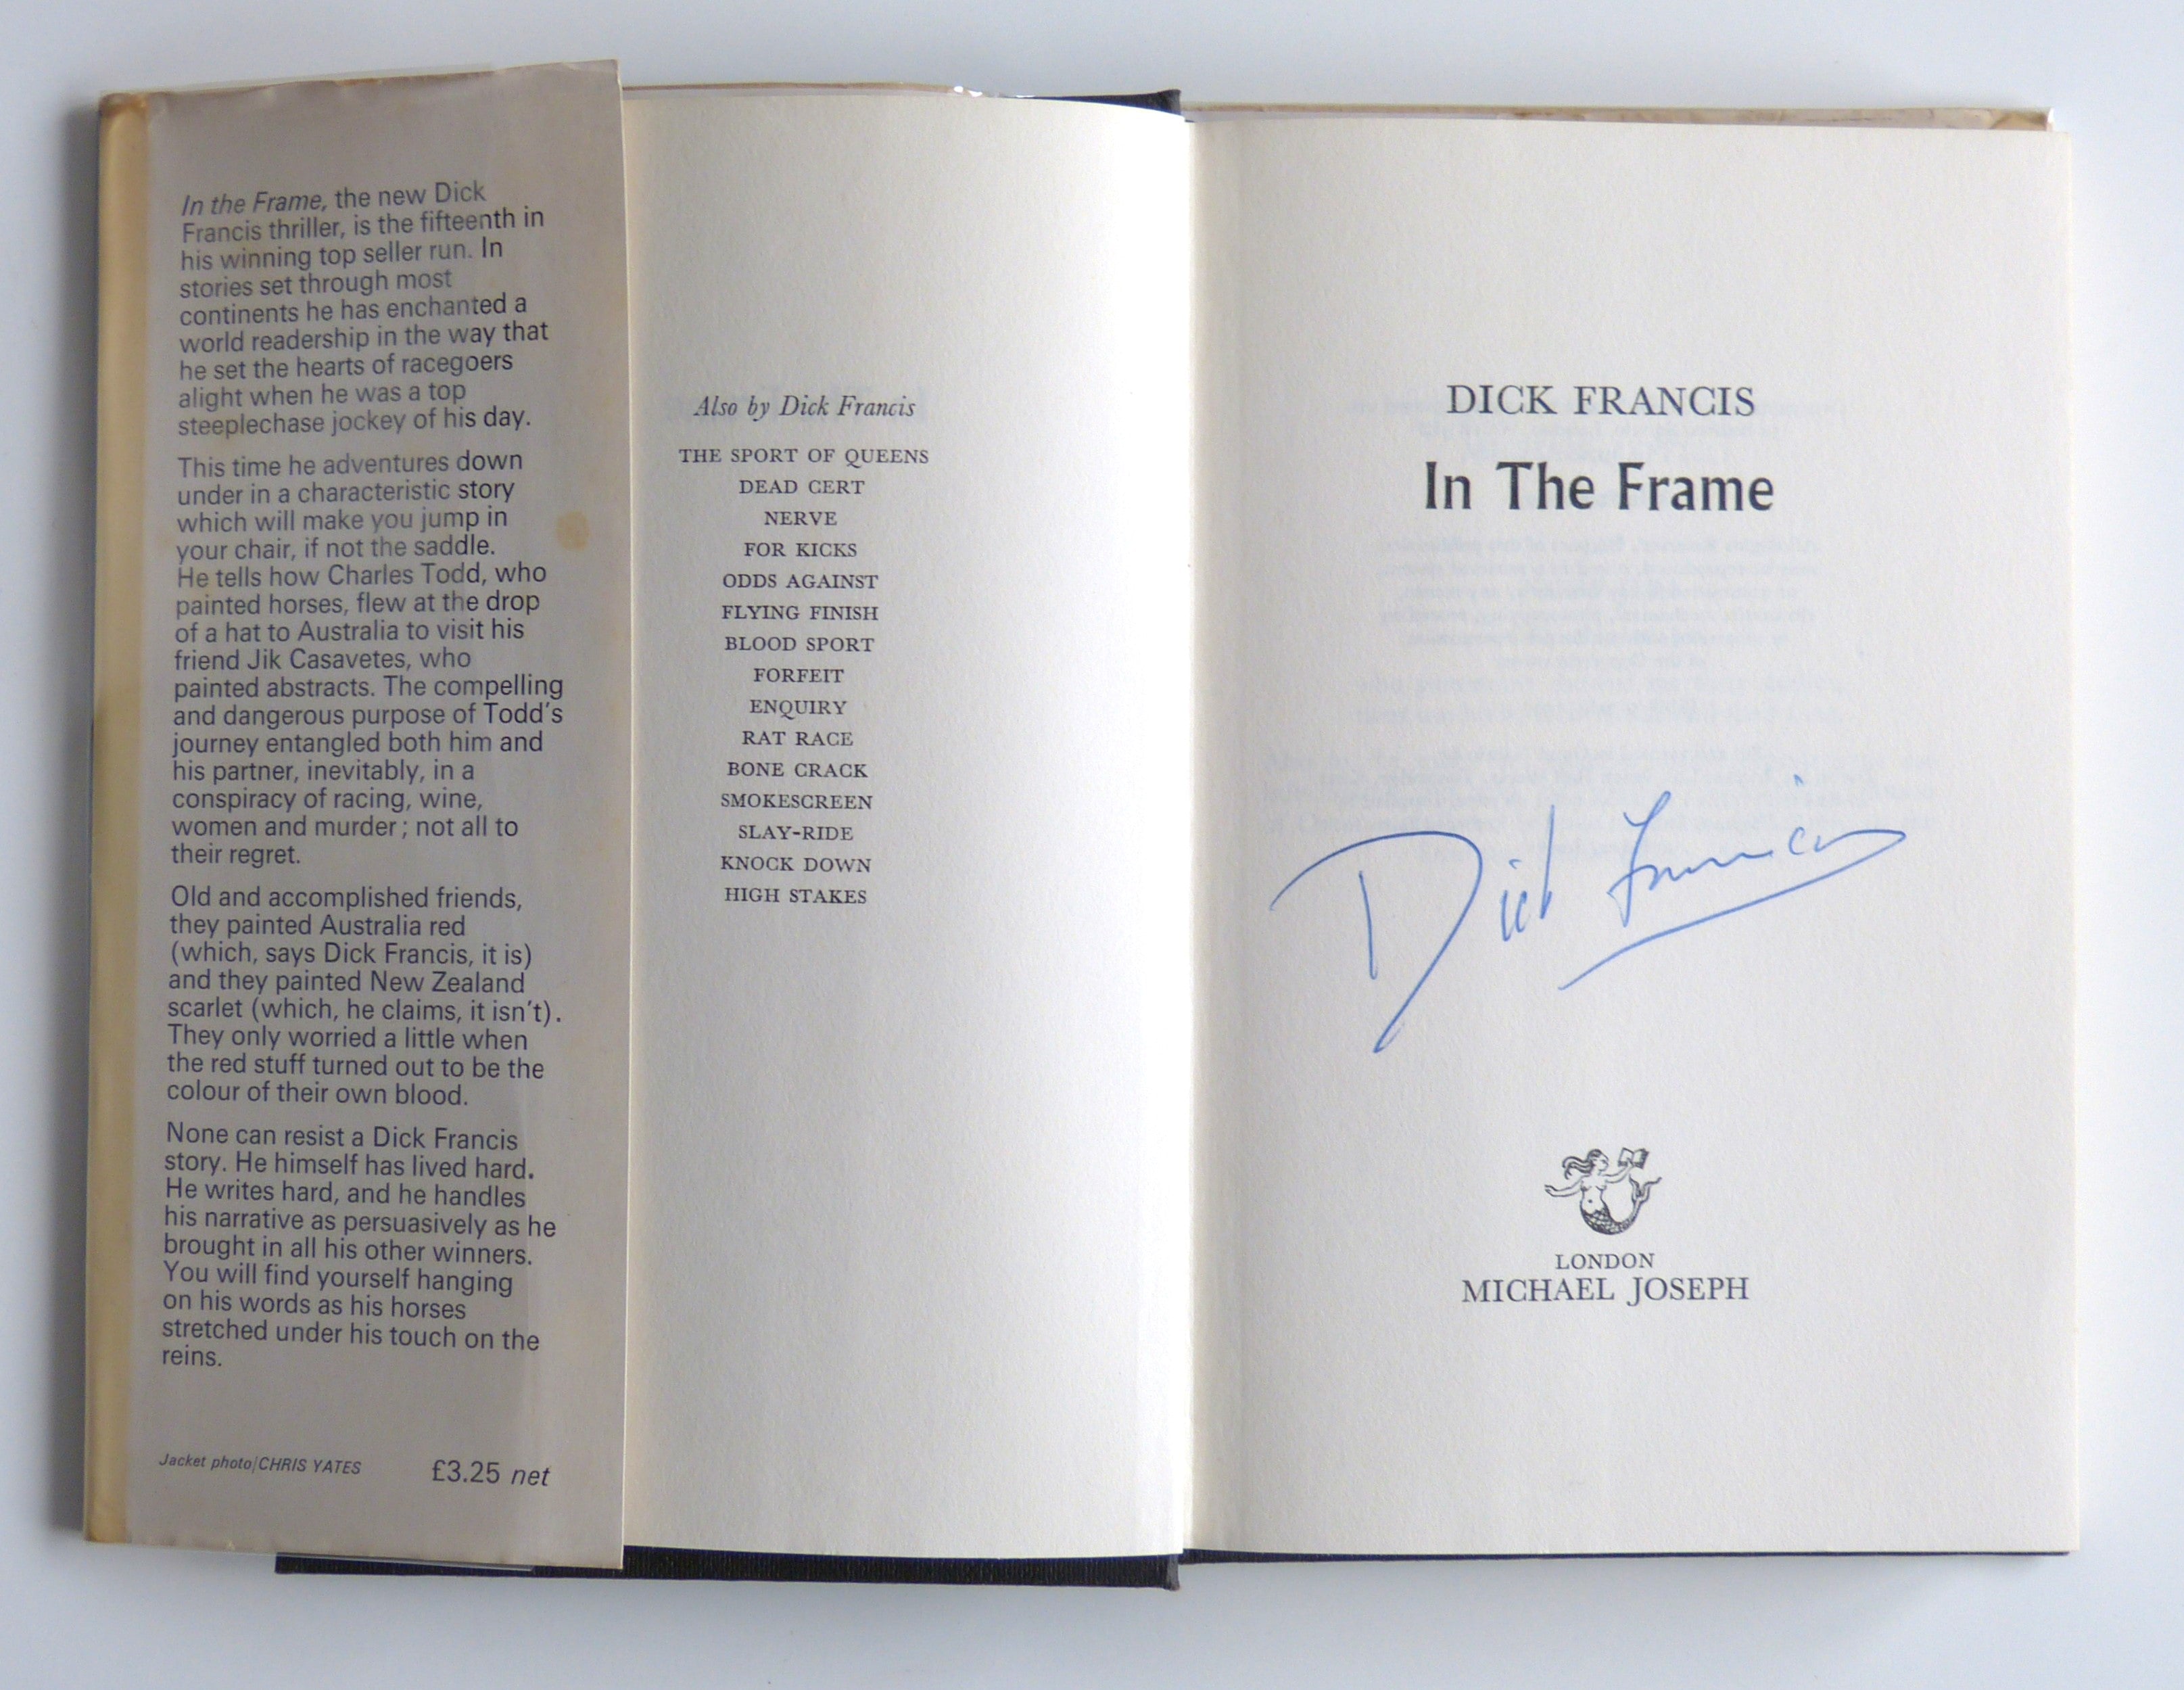 In the Frame, the new Dick
Francis thriller, is the fifteenth in
his winning top seller run. In
stories set through most
continents he has enchanted a
world readership in the way that
he set the hearts of racegoers
alight when he was a top
steeplechase jockey of his day.
This time he adventures down
under in a characteristic story
which will make you jump in
your chair, if not the saddle.
He tells how Charles Todd, who
painted horses, flew at the drop
of a hat to Australia to visit his
friend Jik Casavetes, who
painted abstracts. The compelling
and dangerous purpose of Todd's
journey entangled both him and
his partner, inevitably, in a
conspiracy of racing, wine,
women and murder; not all to
their regret.
Old and accomplished friends,
they painted Australia red
(which, says Dick Francis, it is)
and they painted New Zealand
scarlet (which, he claims, it isn't).
They only worried a little when
the red stuff turned out to be the
colour of their own blood.
None can resist a Dick Francis
story. He himself has lived hard.
He writes hard, and he handles
his narrative as persuasively as he
brought in all his other winners.
You will find yourself hanging
on his words as his horses
stretched under his touch on the
reins.
Jacket photo/CHRIS YATES £3.25 net
Also by Dick Francis
THE SPORT OF QUEENS
DEAD CERT
NERVE
FOR KICKS
ODDS AGAINST
FLYING FINISH
BLOOD SPORT
FORFEIT
ENQUIRY
RAT RACE
BONE CRACK
SMOKESCREEN
SLAY-RIDE
KNOCK DOWN
HIGH STAKES
DICK FRANCIS
In The Frame
Dick Francis
LONDON
MICHAEL JOSEPH